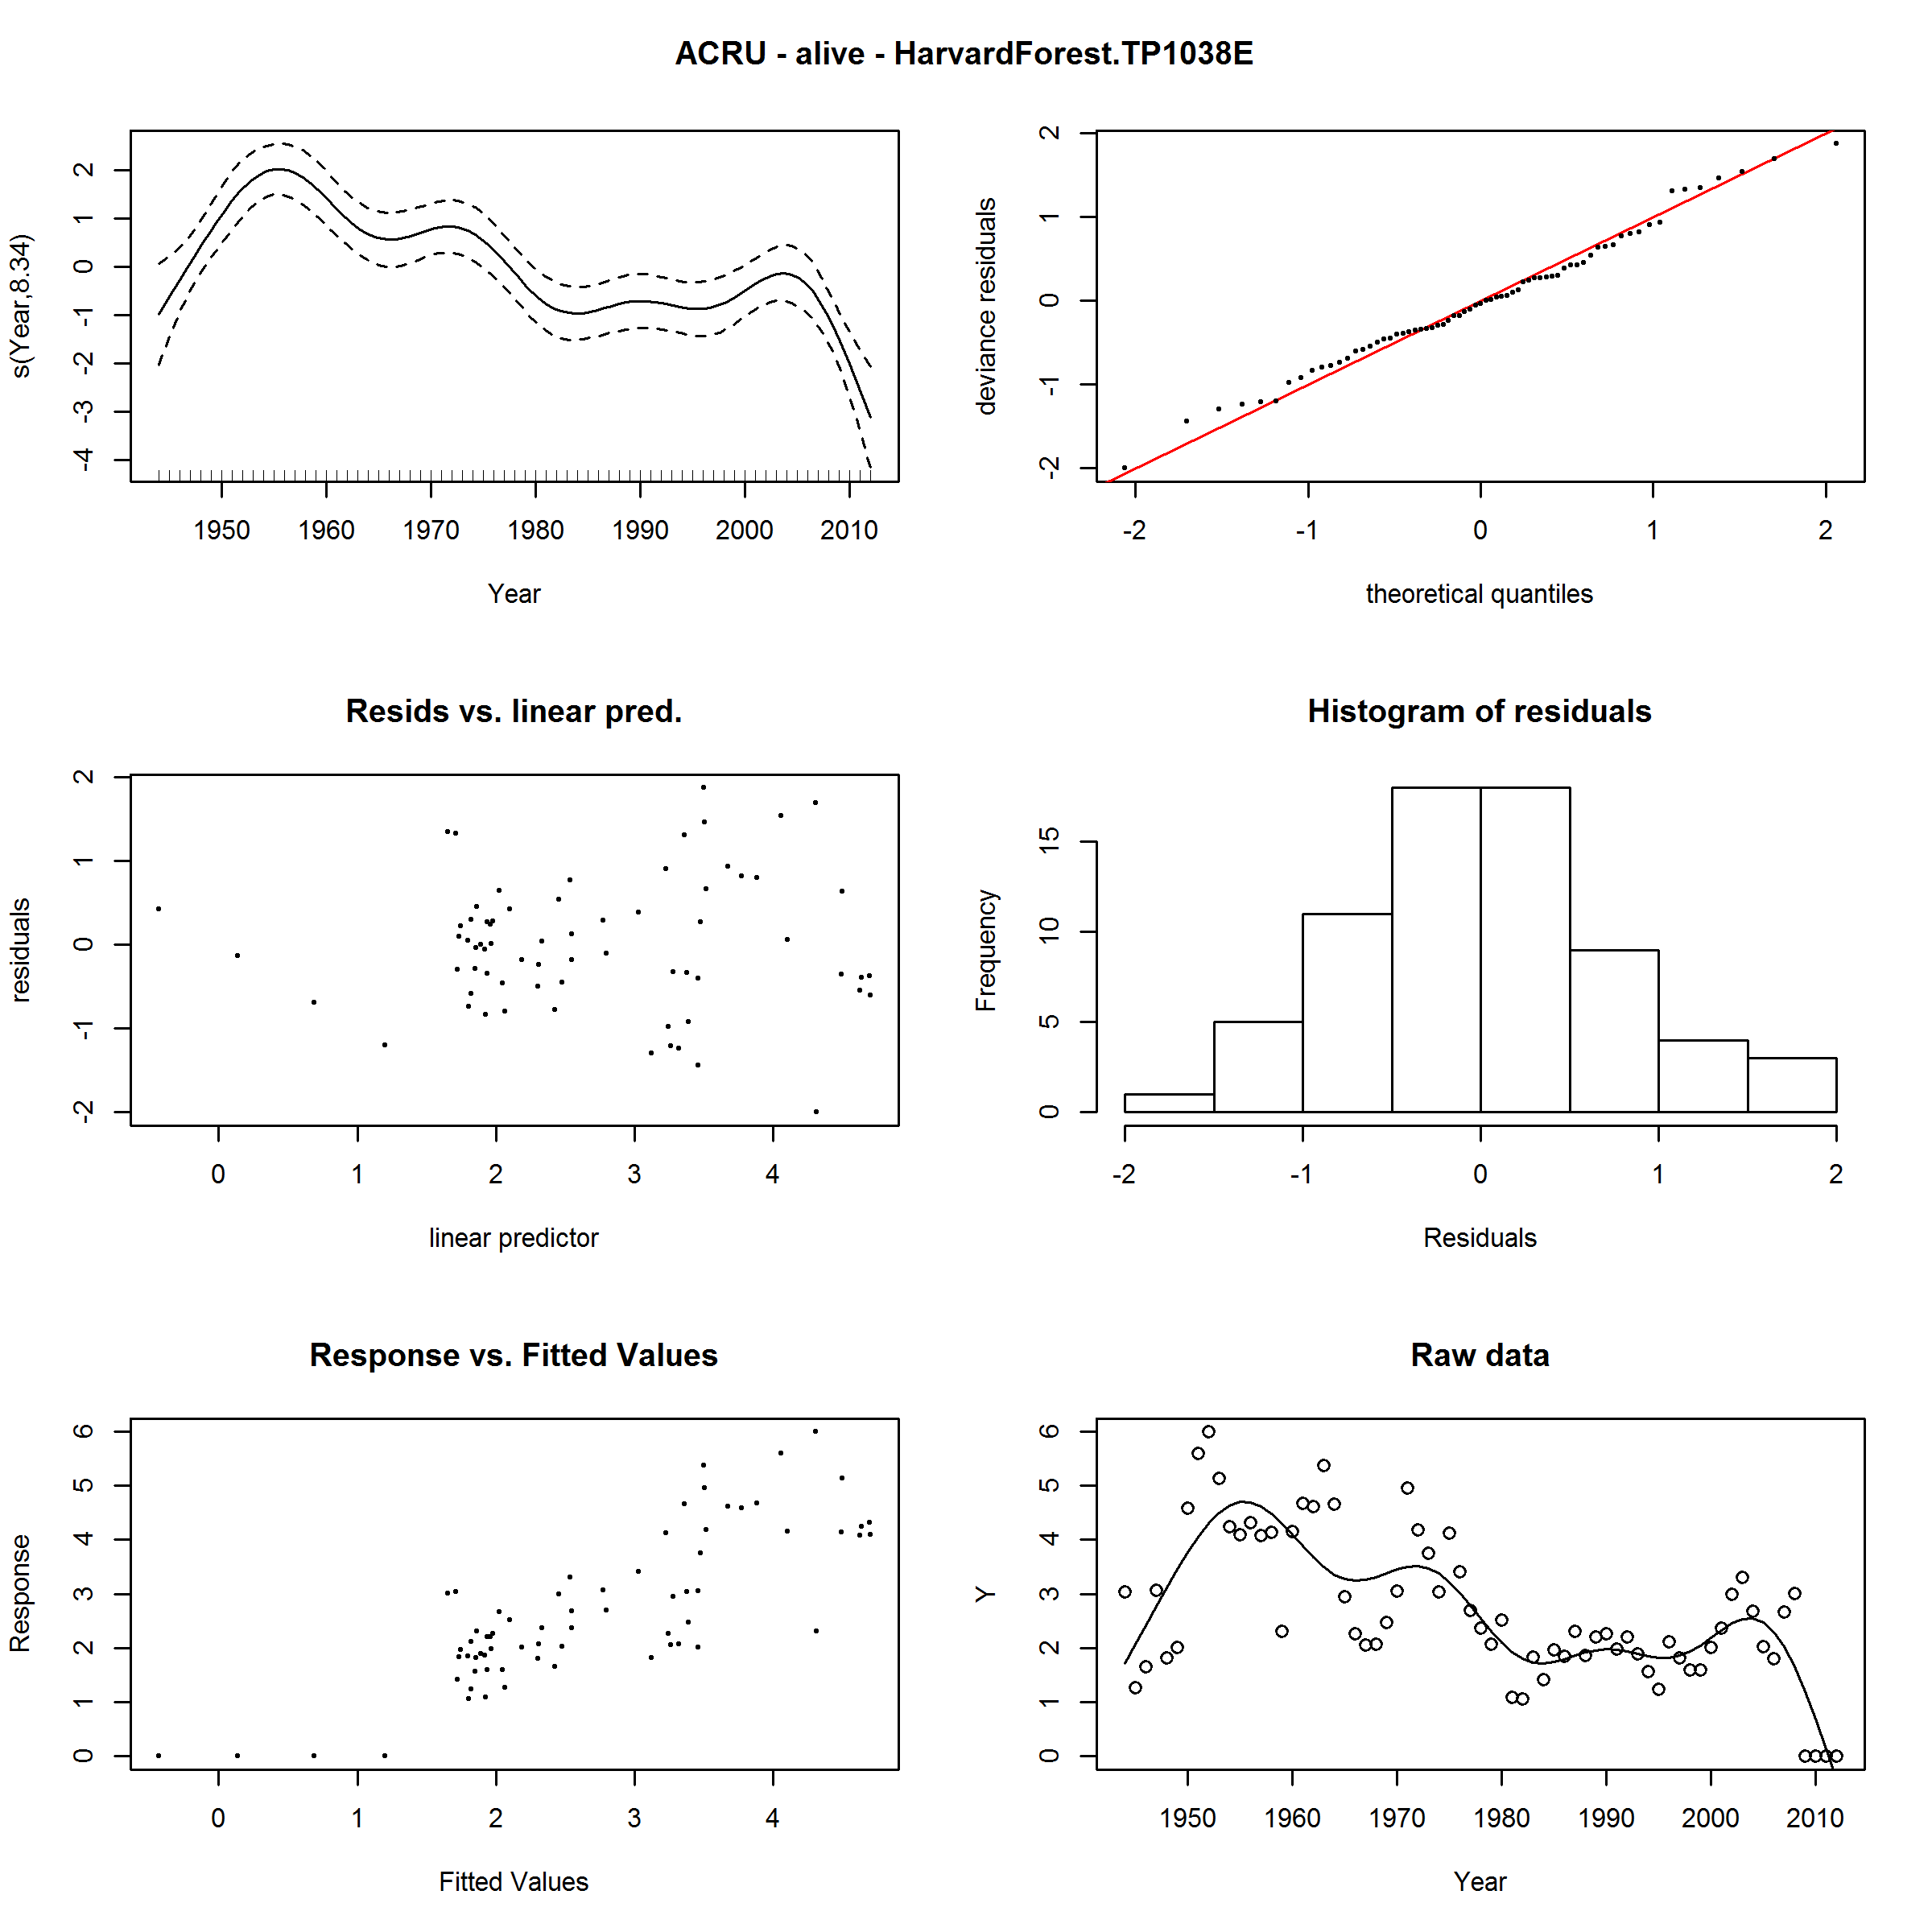 ACRU - alive - HarvardForest.TP1038E
s(Year,8.34)
2
1
0
-1
-2
-3
-4
1950 1960 1970 1980 1990 2000 2010
Year
deviance residuals
2
1
0
-1
-2
-2 -1 0 1 2
theoretical quantiles
Resids vs. linear pred.
residuals
2
1
0
-1
-2
0 1 2 3 4
linear predictor
Histogram of residuals
Frequency
15
10
5
0
-2 -1 0 1 2
Residuals
Response vs. Fitted Values
Response
6
5
4
3
2
1
0
0 1 2 3 4
Fitted Values
Raw data
Y
6
5
4
3
2
1
0
1950 1960 1970 1980 1990 2000 2010
Year